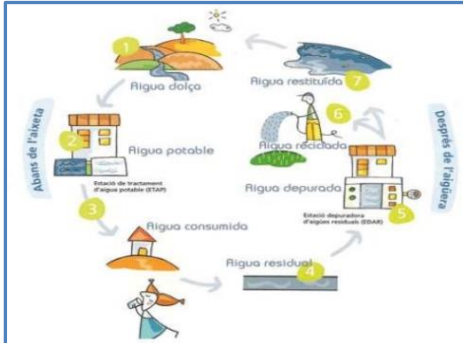 1
Aigua dolça
Abans de l'aixeta
2
Aigua potable
Estació de tractament
d'aigua potable (ETAP)
3
Aigua consumida
Aigua residual
4
Després de l'aigüera
5
Estació depuradora
d'aigües residuals (EDAR)
Aigua depurada
6
Aigua reciclada
Aigua restituïda
7